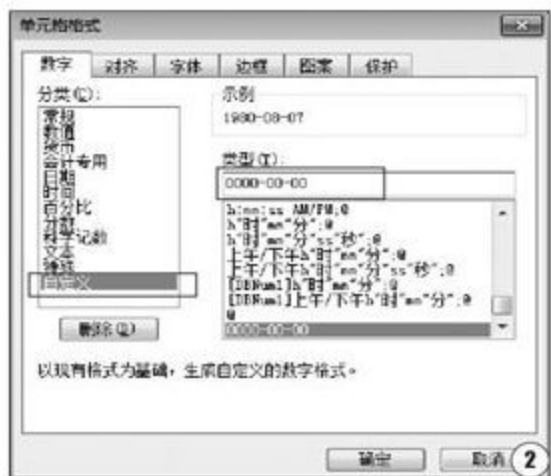 单元格格式
数字 对齐 字体 边框 图案 保护
分类(C):
常规
数值
货币
会计专用
日期
时间
百分比
分数
科学记数
文本
特殊
自定义
删除(D)
示例
1980-08-07
类型(T):
0000-00-00
h:mm:ss AM/PM;@
h"时"mm"分";@
h"时"mm"分"ss"秒";@
上午/下午h"时"mm"分";@
上午/下午h"时"mm"分"ss"秒";@
[DBNum1]h"时"mm"分";@
[DBNum1]上午/下午h"时"mm"分";@
@
0000-00-00
以现有格式为基础，生成自定义的数字格式。
确定 取消 2